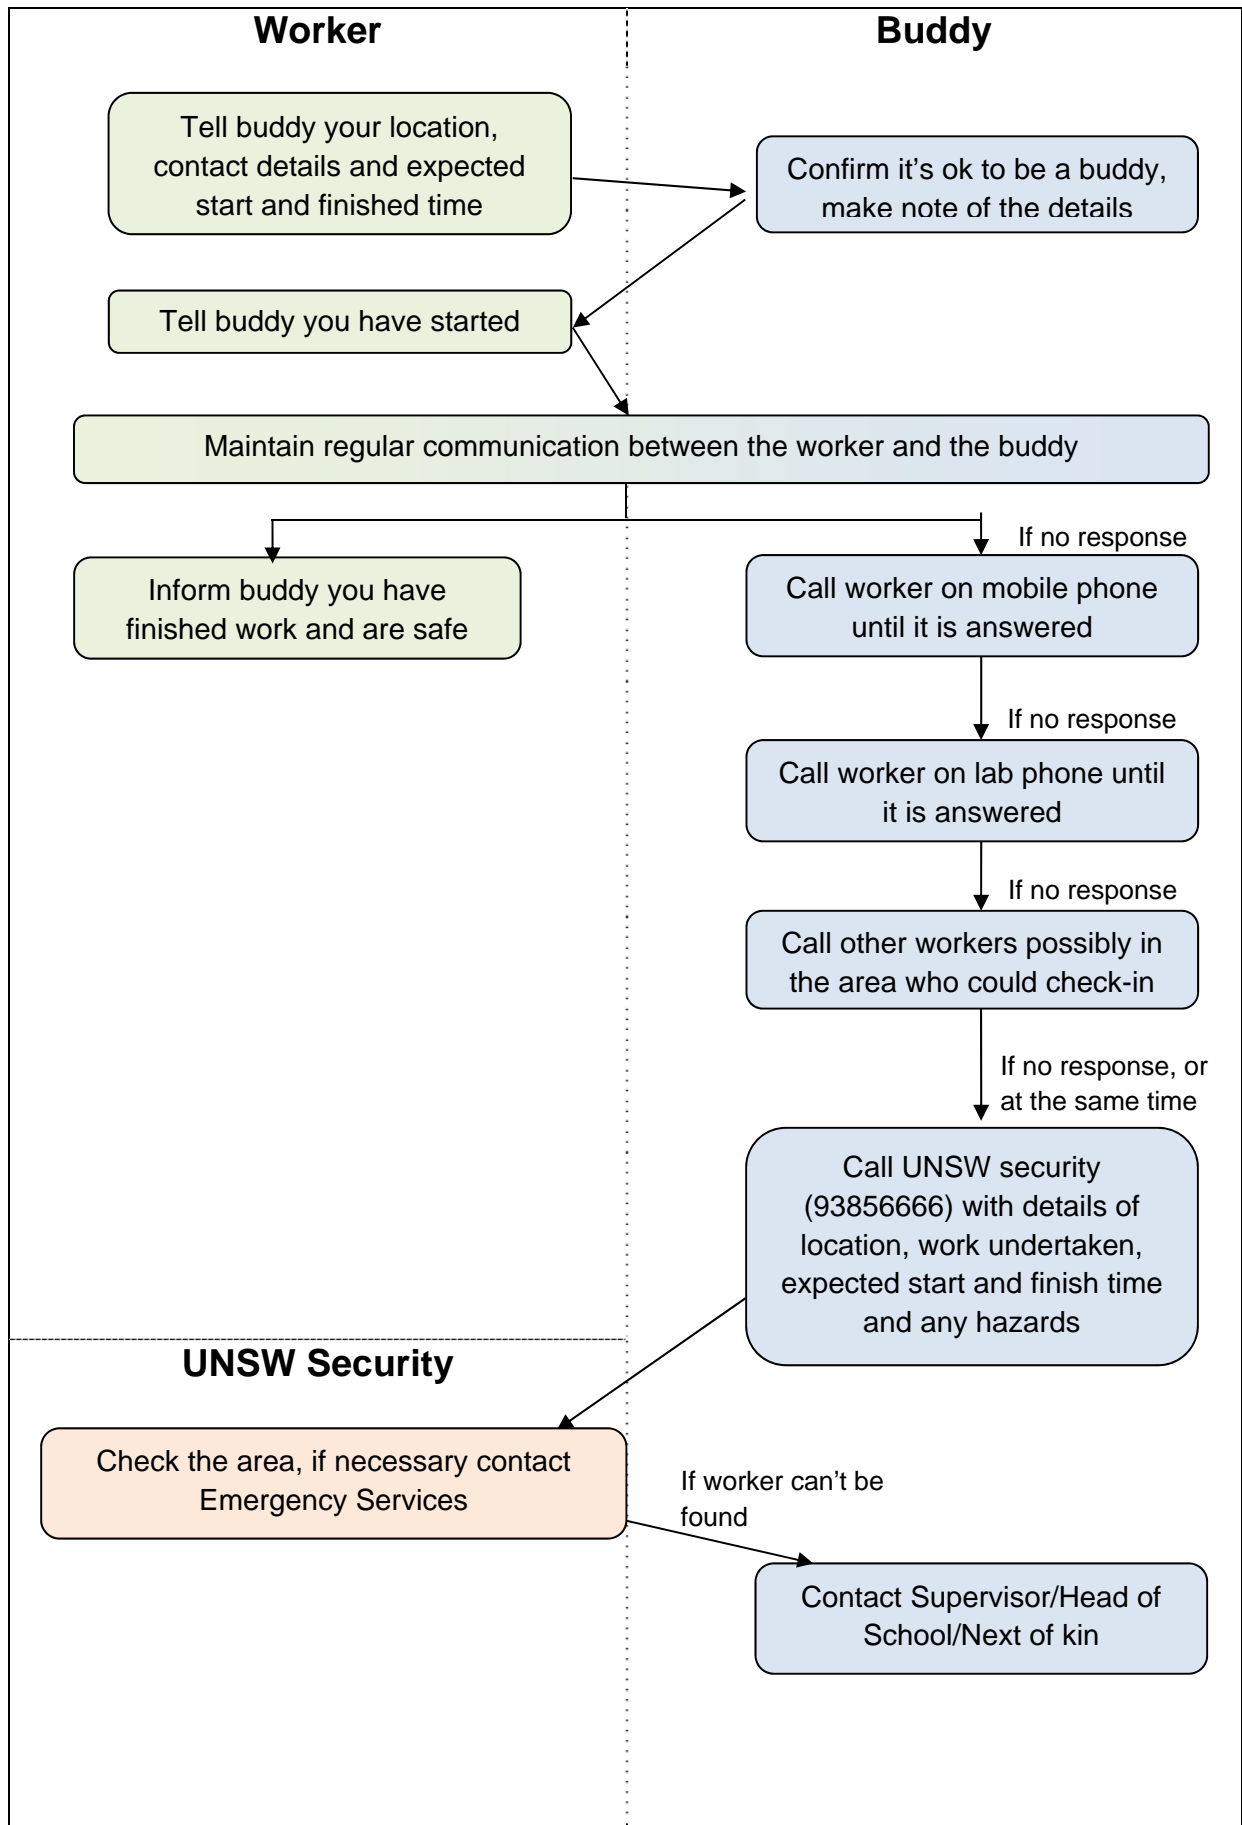 Worker
Buddy
Tell buddy your location,
contact details and expected
start and finished time
Confirm it's ok to be a buddy,
make note of the details
Tell buddy you have started
Maintain regular communication between the worker and the buddy
If no response
Inform buddy you have
finished work and are safe
Call worker on mobile phone
until it is answered
If no response
Call worker on lab phone until
it is answered
If no response
Call other workers possibly in
the area who could check-in
If no response, or
at the same time
Call UNSW security
(93856666) with details of
location, work undertaken,
expected start and finish time
and any hazards
UNSW Security
Check the area, if necessary contact
Emergency Services
If worker can't be
found
Contact Supervisor/Head of
School/Next of kin